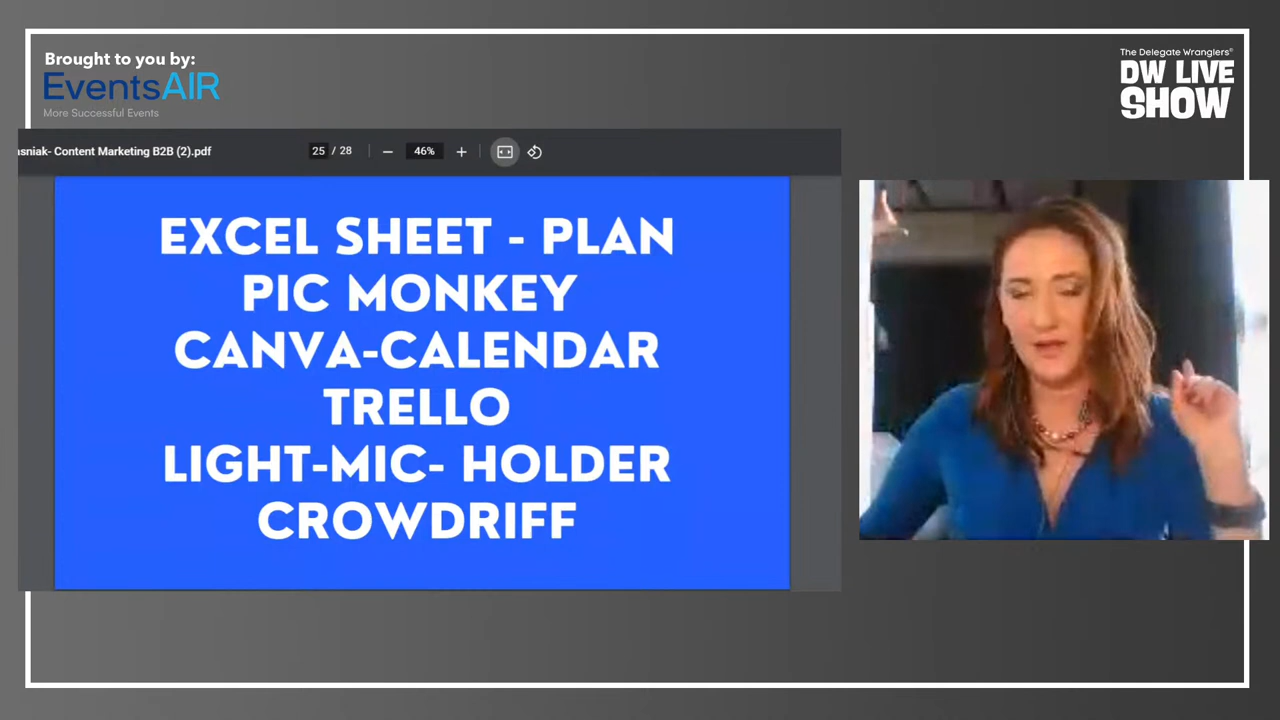 Brought to you by:
EventsAIR
More Successful Events
The Delegate Wranglers®
DW LIVE
SHOW
asniak- Content Marketing B2B (2).pdf
25 / 28
46%
EXCEL SHEET - PLAN
PIC MONKEY
CANVA-CALENDAR
TRELLO
LIGHT-MIC- HOLDER
CROWDRIFF